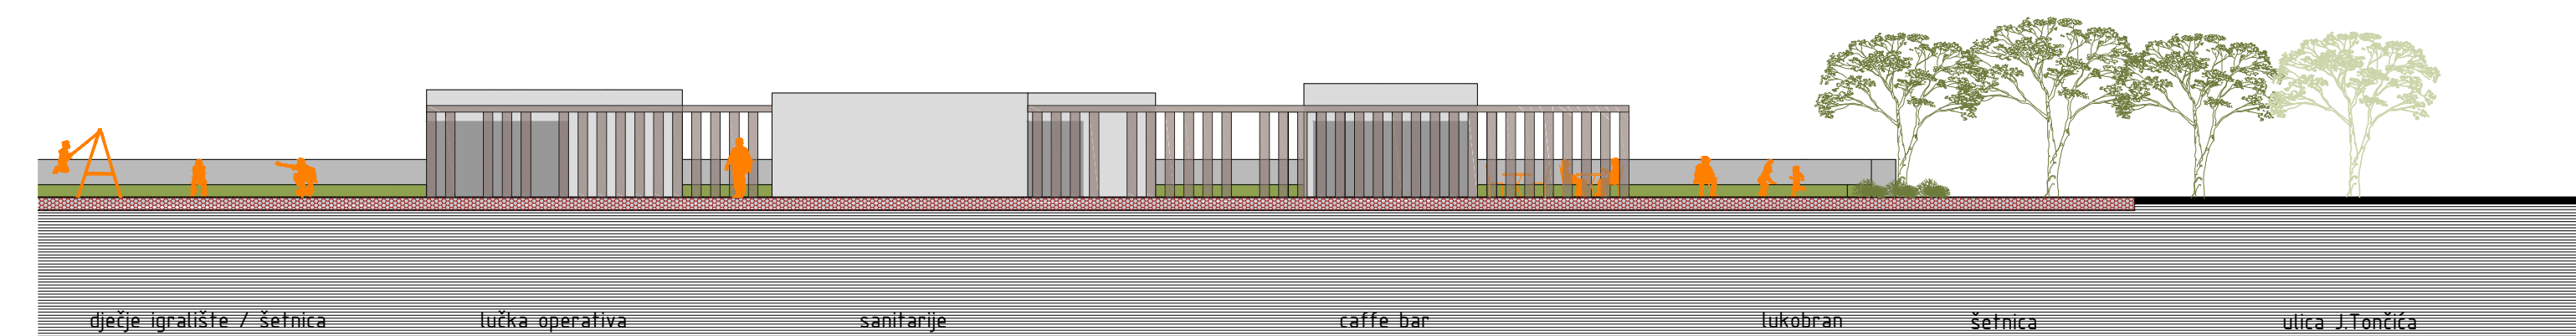 dječje igralište / šetnica
lučka operativa
sanitarije
caffe bar
lukobran
šetnica
ulica J.Tončića